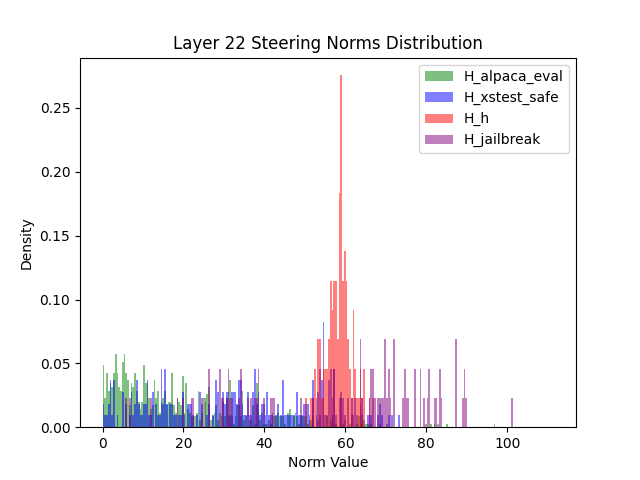 Layer 22 Steering Norms Distribution
H_alpaca_eval
H_xstest_safe
H_h
H_jailbreak
Density
0.25
0.20
0.15
0.10
0.05
0.00
0 20 40 60 80 100
Norm Value